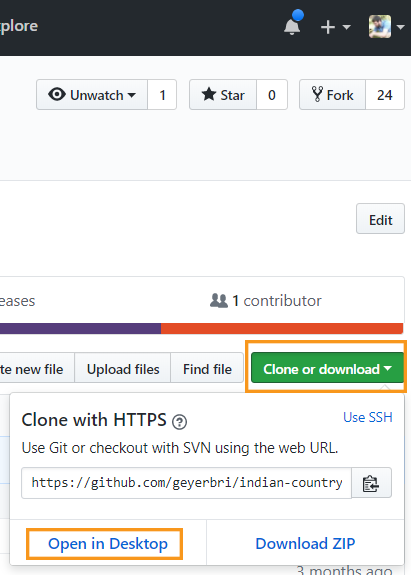 xplore
Unwatch 1 Star 0 Fork 24
Edit
eases 1 contributor
te new file Upload files Find file Clone or download
Clone with HTTPS ? Use SSH
Use Git or checkout with SVN using the web URL.
https://github.com/geyerbri/indian-country
Open in Desktop Download ZIP
3 months ago